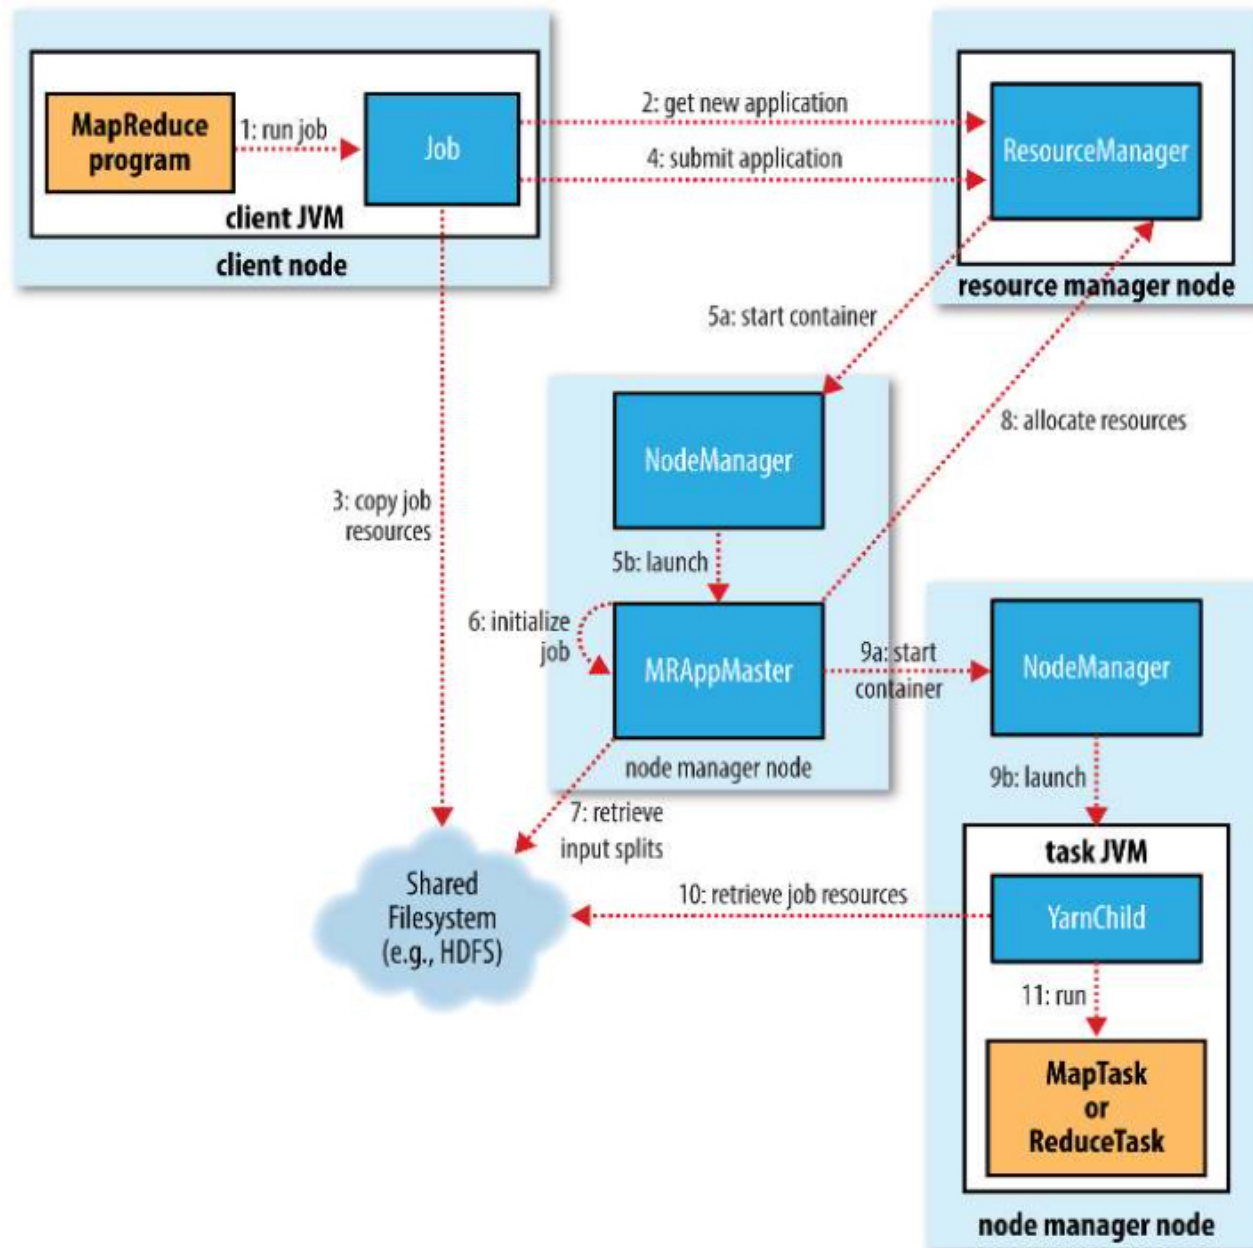 MapReduce
program
1: run job
Job
client JVM
client node
2: get new application
4: submit application
ResourceManager
resource manager node
5a: start container
8: allocate resources
3: copy job
resources
NodeManager
5b: launch
6: initialize
job
MRAppMaster
node manager node
9a: start
container
NodeManager
9b: launch
7: retrieve
input splits
Shared
Filesystem
(e.g., HDFS)
10: retrieve job resources
task JVM
YarnChild
11: run
MapTask
or
ReduceTask
node manager node